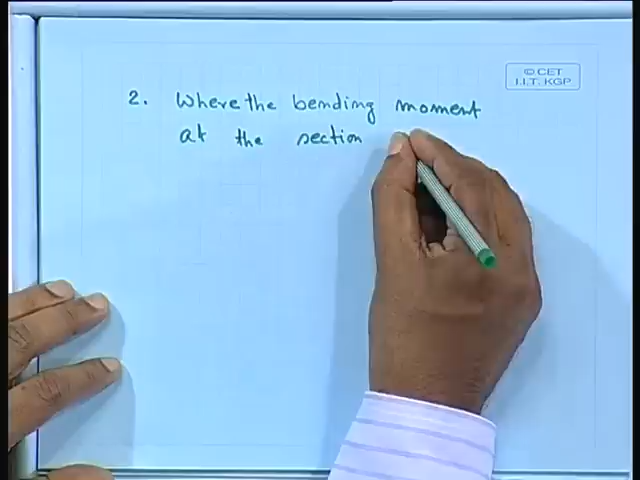 © CET
I.I.T. KGP
2. Where the bending moment
at the section